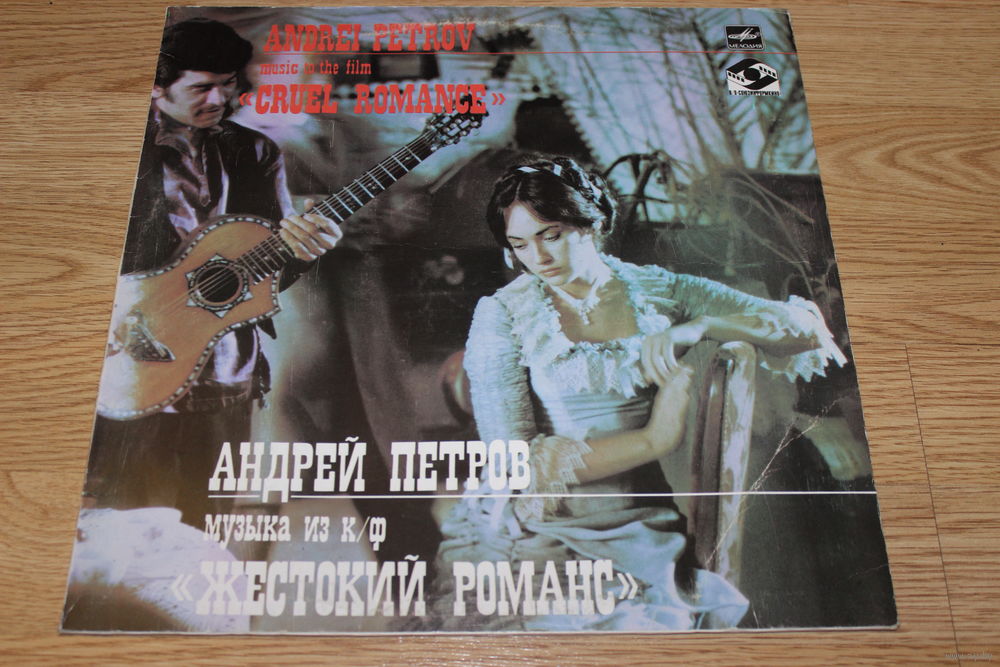 ANDREI PETROV
music to the film
«CRUEL ROMANCE»
МЕЛОДИЯ
АНДРЕЙ ПЕТРОВ
музыка из к/ф
«ЖЕСТОКИЙ РОМАНС»